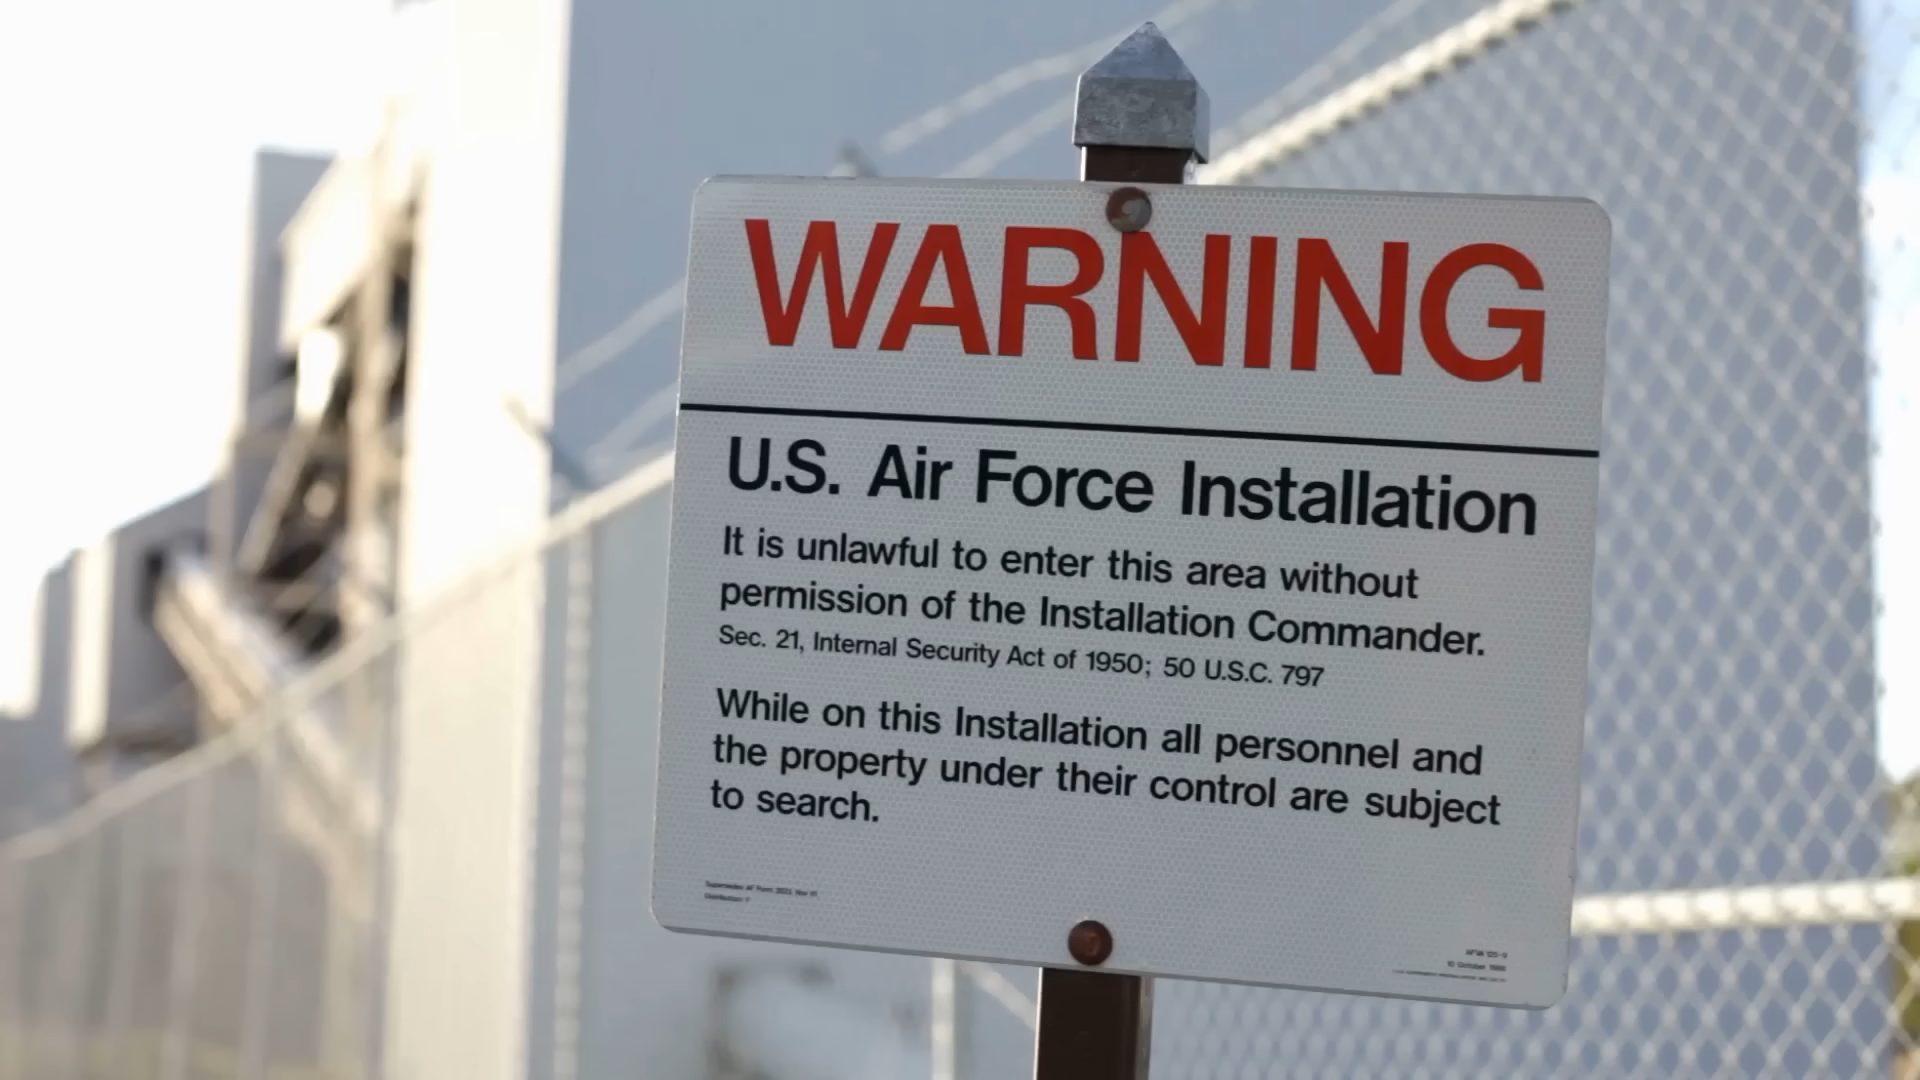 WARNING
U.S. Air Force Installation
It is unlawful to enter this area without
permission of the Installation Commander.
Sec. 21, Internal Security Act of 1950; 50 U.S.C. 797
While on this Installation all personnel and
the property under their control are subject
to search.